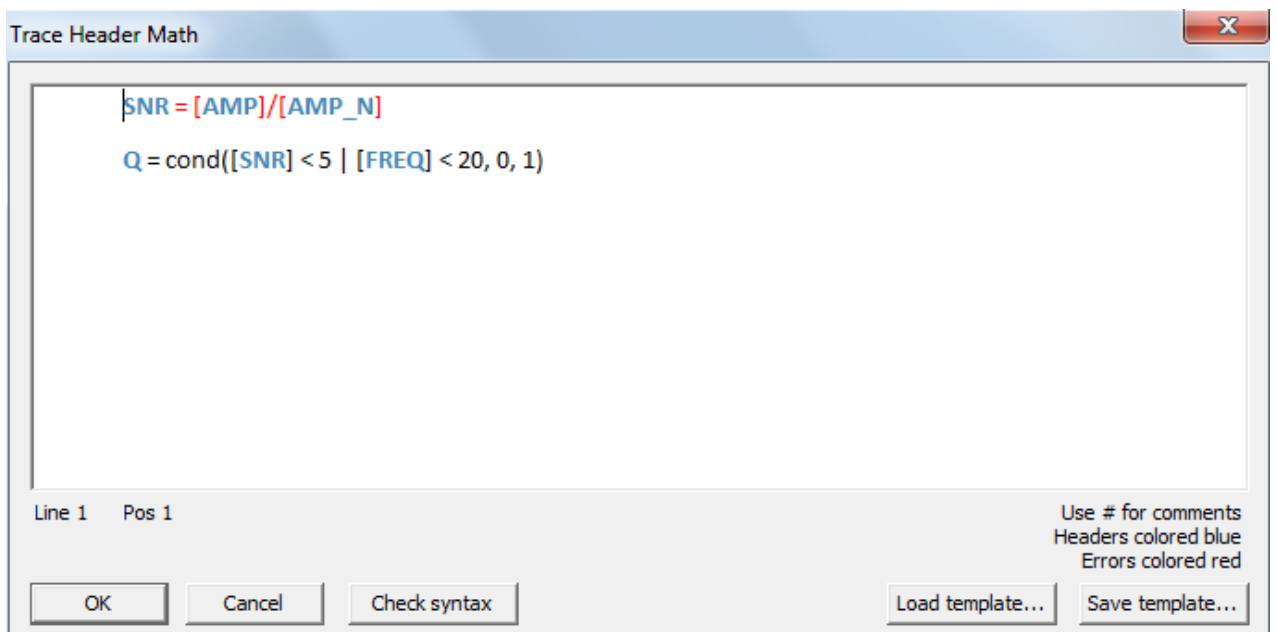 Trace Header Math
SNR = [AMP]/[AMP_N]
Q = cond([SNR] < 5 | [FREQ] < 20, 0, 1)
Line 1 Pos 1
Use # for comments
Headers colored blue
Errors colored red
OK Cancel Check syntax Load template... Save template...